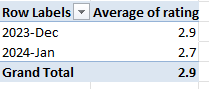 Row Labels Average of rating
2023-Dec 2.9
2024-Jan 2.7
Grand Total 2.9